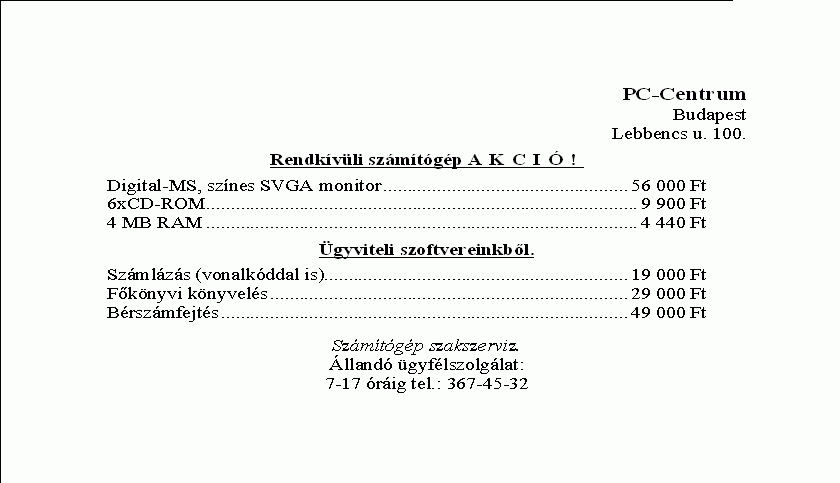 PC-Centrum
Budapest
Lebbencs u. 100.
Rendkívüli számítógép A K C I Ó !
Digital-MS, színes SVGA monitor................................................ 56 000 Ft
6xCD-ROM..................................................................................... 9 900 Ft
4 MB RAM..................................................................................... 4 440 Ft
Ügyviteli szoftvereinkből.
Számlázás (vonalkóddal is)............................................................ 19 000 Ft
Főkönyvi könyvelés....................................................................... 29 000 Ft
Bérszámfejtés................................................................................. 49 000 Ft
Számítógép szakszerviz.
Állandó ügyfélszolgálat:
7-17 óráig tel.: 367-45-32